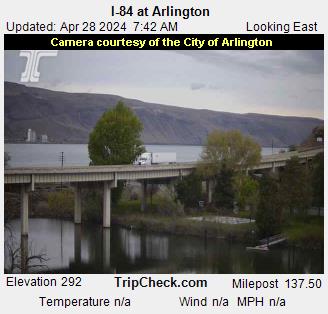 I-84 at Arlington
Updated: Apr 28 2024 7:42 AM Looking East
Camera courtesy of the City of Arlington
Elevation 292 TripCheck.com Milepost 137.50
Temperature n/a Wind n/a MPH n/a